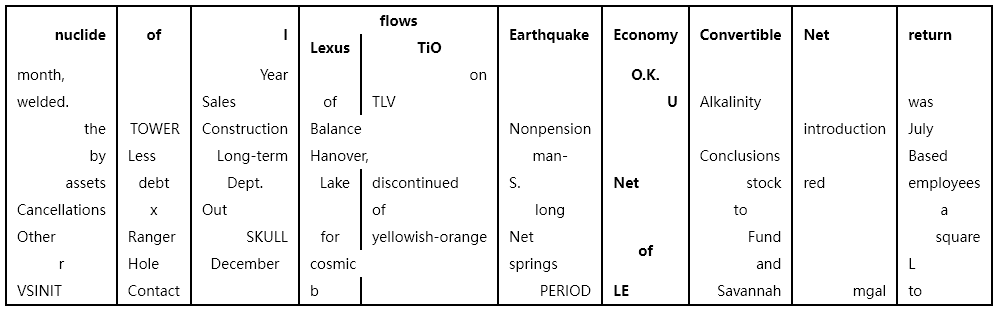 flows
nuclide of I Earthquake Economy Convertible Net return
Lexus TiO
month, Year on O.K.
welded. Sales of TLV U Alkalinity was
the TOWER Construction Balance Nonpension introduction July
by Less Long-term Hanover, man- Conclusions Based
assets debt Dept. Lake discontinued S. Net stock red employees
Cancellations x Out of long to a
Other Ranger SKULL for yellowish-orange Net of Fund square
r Hole December cosmic springs and L
VSINIT Contact b PERIOD LE Savannah mgal to